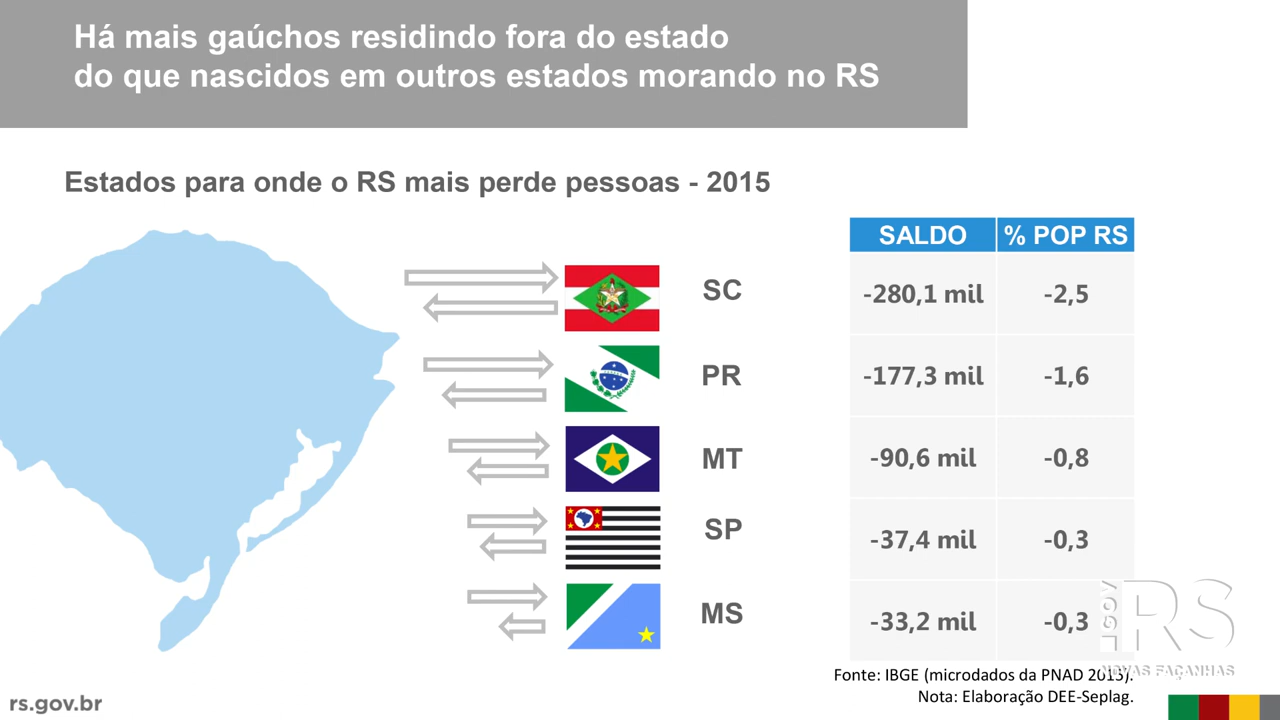 Há mais gaúchos residindo fora do estado
do que nascidos em outros estados morando no RS
Estados para onde o RS mais perde pessoas - 2015
SALDO % POP RS
SC -280,1 mil -2,5
PR -177,3 mil -1,6
MT -90,6 mil -0,8
SP -37,4 mil -0,3
MS -33,2 mil -0,3
GOV RS
NOVAS FAÇANHAS
Fonte: IBGE (microdados da PNAD 2015).
Nota: Elaboração DEE-Seplag.
rs.gov.br